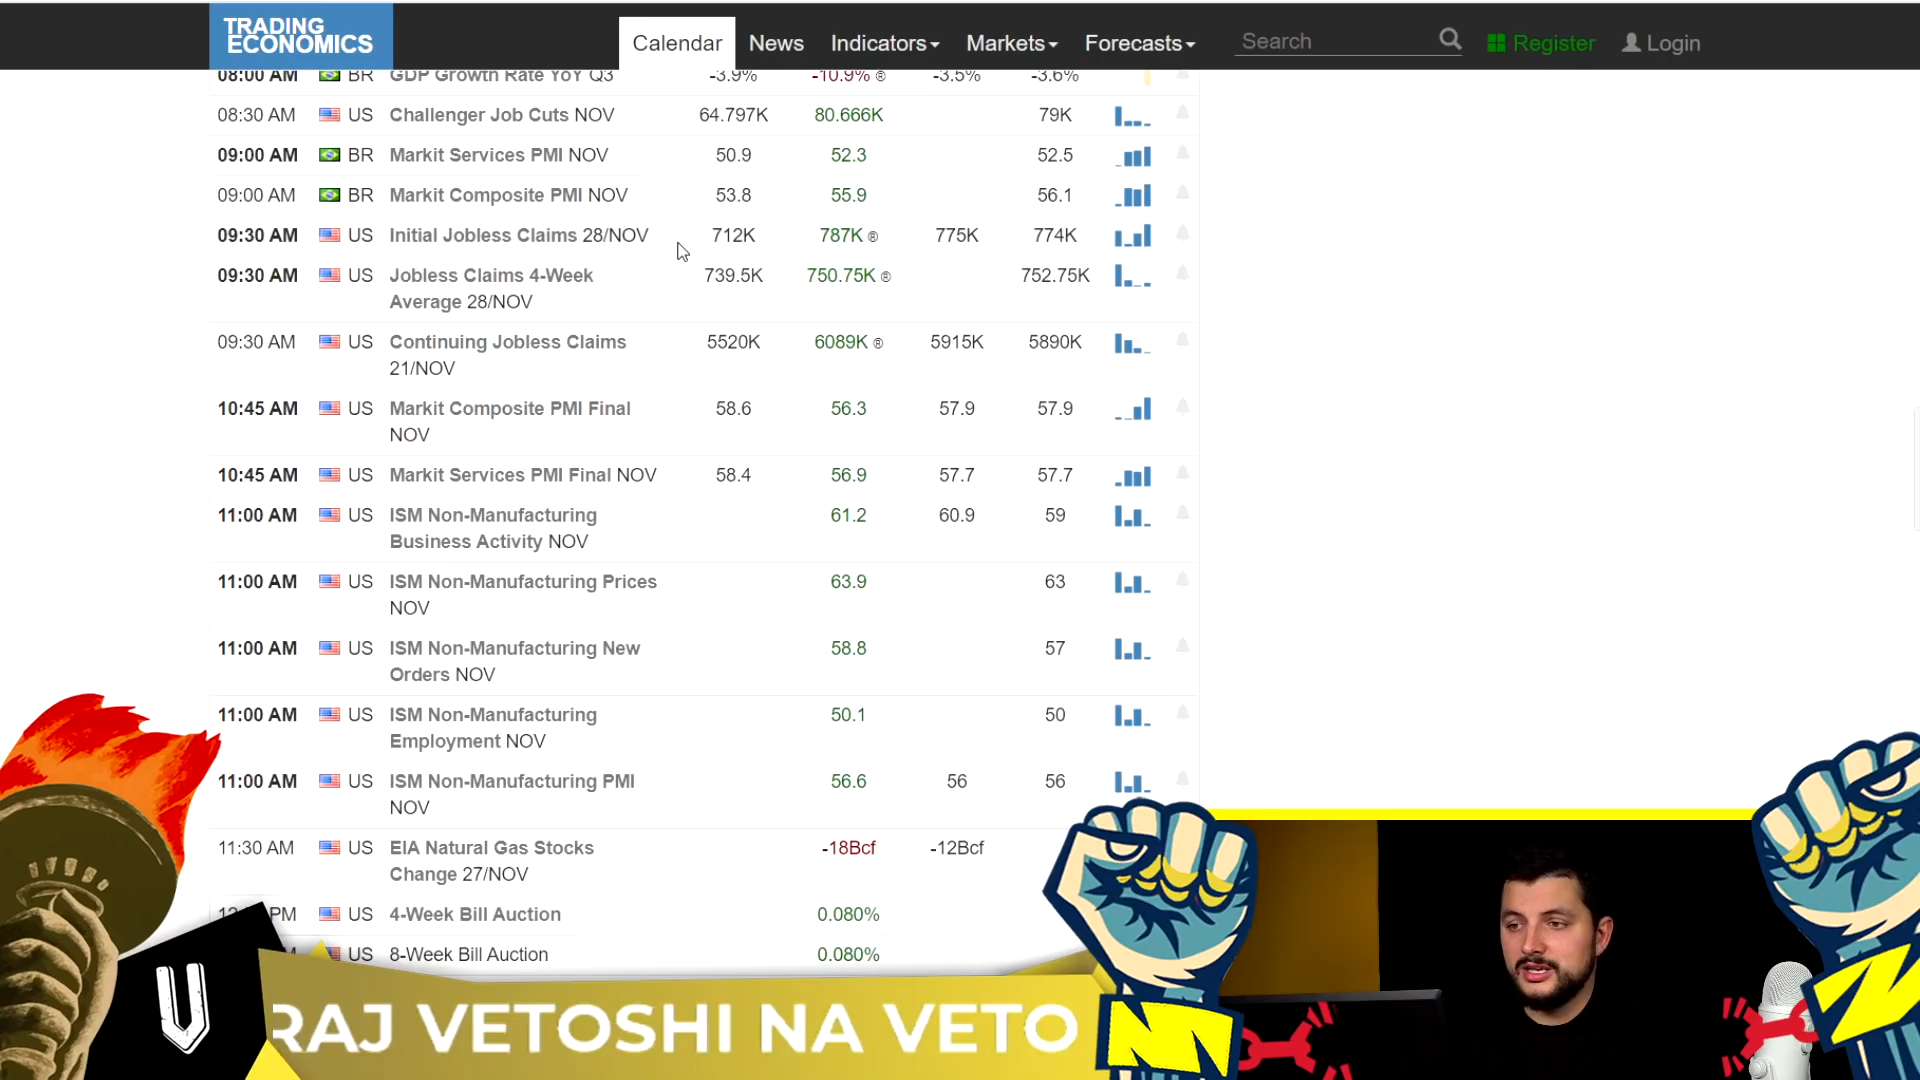 TRADING
ECONOMICS
Calendar News Indicators Markets Forecasts Search Register Login
08:00 AM BR GDP Growth Rate YoY Q3 -3.9% -10.9% ® -3.5% -3.6%
08:30 AM US Challenger Job Cuts NOV 64.797K 80.666K 79K
09:00 AM BR Markit Services PMI NOV 50.9 52.3 52.5
09:00 AM BR Markit Composite PMI NOV 53.8 55.9 56.1
09:30 AM US Initial Jobless Claims 28/NOV 712K 787K ® 775K 774K
09:30 AM US Jobless Claims 4-Week 739.5K 750.75K ® 752.75K
Average 28/NOV
09:30 AM US Continuing Jobless Claims 5520K 6089K ® 5915K 5890K
21/NOV
10:45 AM US Markit Composite PMI Final 58.6 56.3 57.9 57.9
NOV
10:45 AM US Markit Services PMI Final NOV 58.4 56.9 57.7 57.7
11:00 AM US ISM Non-Manufacturing 61.2 60.9 59
Business Activity NOV
11:00 AM US ISM Non-Manufacturing Prices 63.9 63
NOV
11:00 AM US ISM Non-Manufacturing New 58.8 57
Orders NOV
11:00 AM US ISM Non-Manufacturing 50.1 50
Employment NOV
11:00 AM US ISM Non-Manufacturing PMI 56.6 56 56
NOV
11:30 AM US EIA Natural Gas Stocks -18Bcf -12Bcf
Change 27/NOV
PM US 4-Week Bill Auction 0.080%
US 8-Week Bill Auction 0.080%
RAJ VETOSHI NA VETO